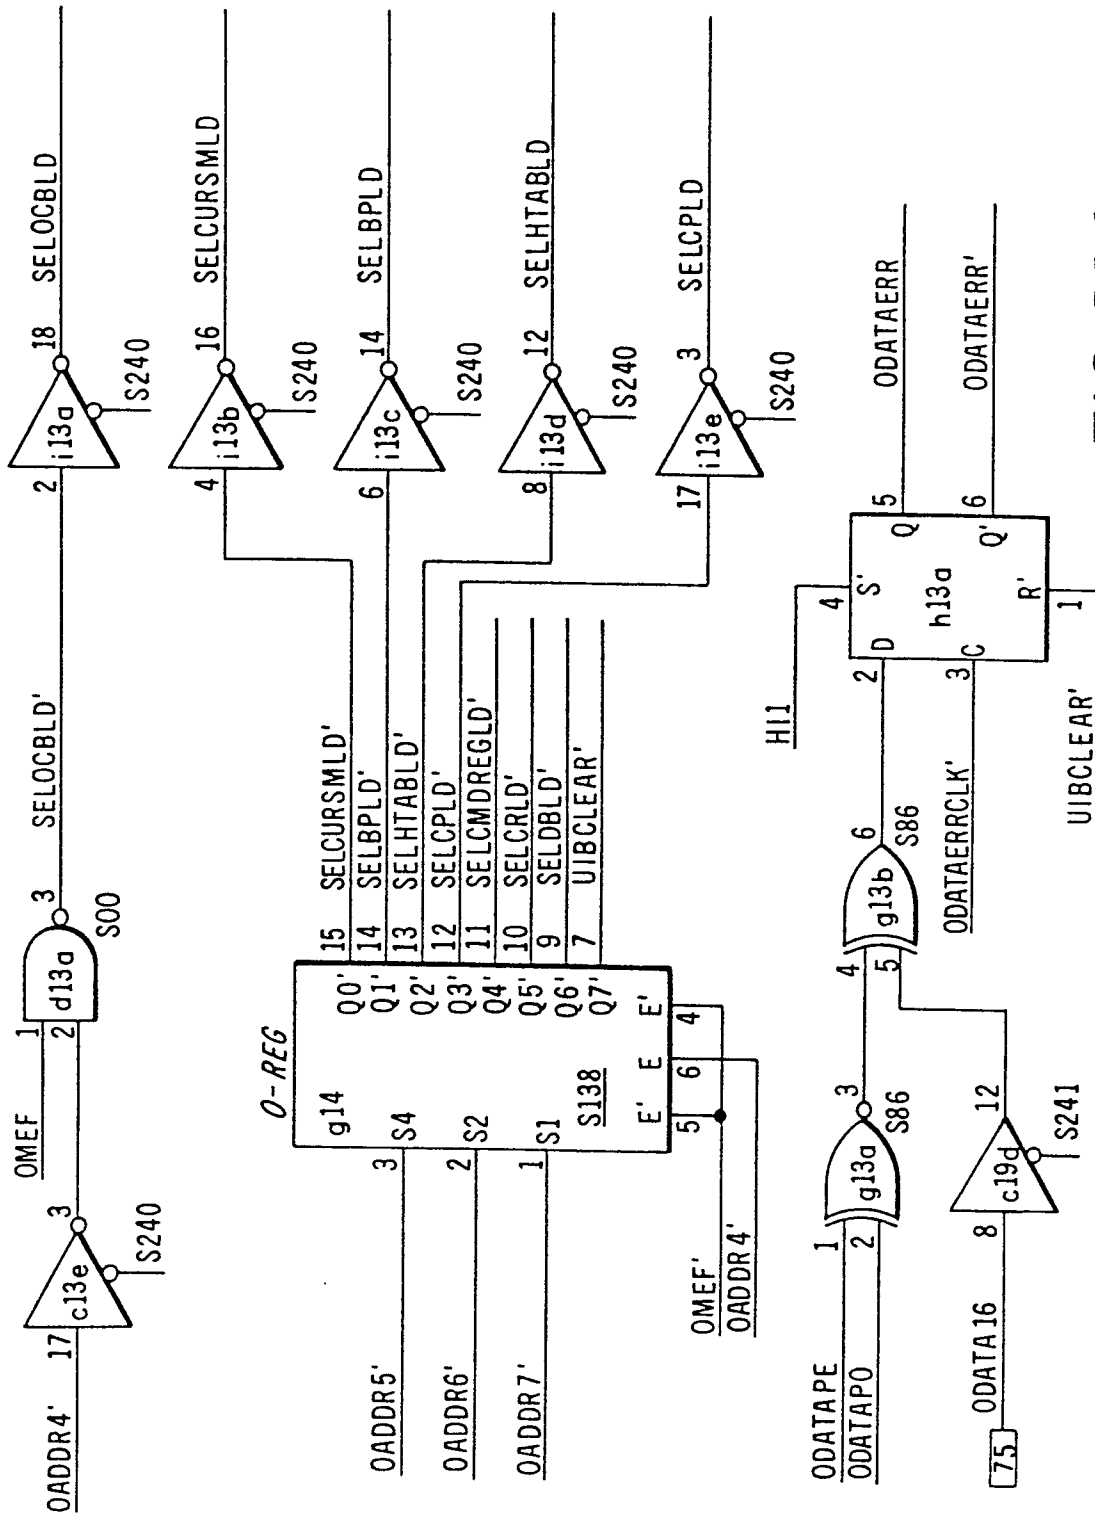 OADDR4' 17 c13e 3 S240
OMEF 1 2 d13a 3 S00
SELOCBLD' 2 i13a 18 SELOCBLD S240
4 i13b 16 SELCURSMLD S240
6 i13c 14 SELBPLD S240
8 i13d 12 SELHTABLD S240
17 i13e 3 SELCPLD S240
O-REG
g14
S138
OADDR5' 3 S4
OADDR6' 2 S2
OADDR7' 1 S1
Q0' 15 SELCURSMLD'
Q1' 14 SELBPLD'
Q2' 13 SELHTABLD'
Q3' 12 SELCPLD'
Q4' 11 SELCMDREGLD'
Q5' 10 SELCRLD'
Q6' 9 SELDBLD'
Q7' 7 UIBCLEAR'
E' E E'
5 6 4
OMEF'
OADDR4'
ODATAPE 1
ODATAPO 2
g13a 3 S86
75 ODATA16 8 c19d 12 S241
4 5 g13b 6 S86
HI1 4 S'
2 D
ODATAERRCLK' 3 C
h13a
Q 5 ODATAERR
Q' 6 ODATAERR'
R' 1
UIBCLEAR'